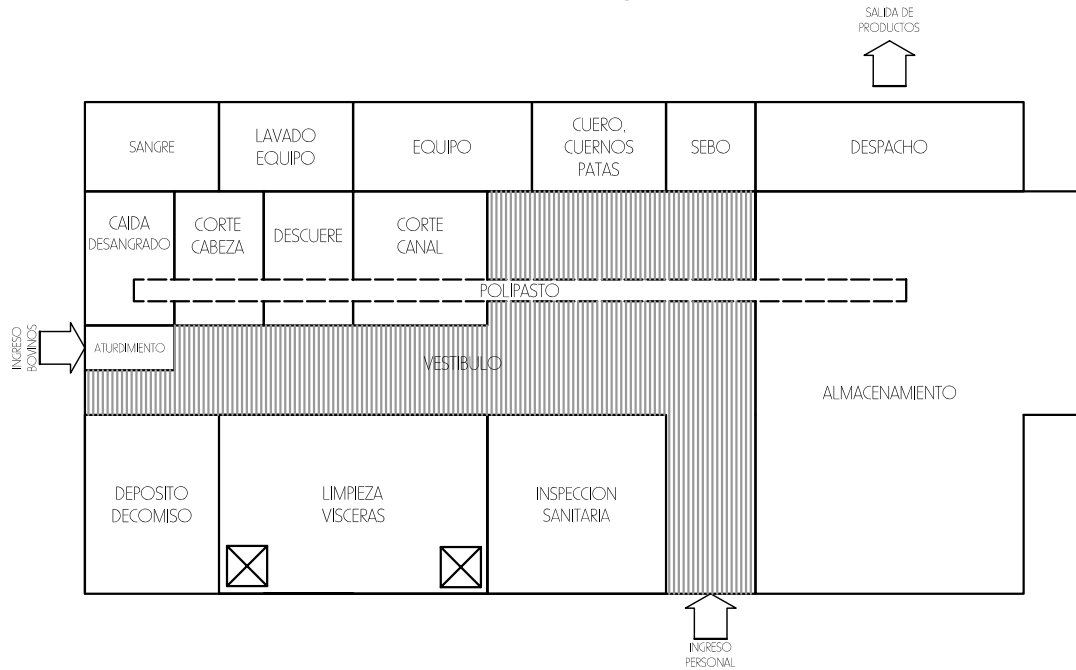 SALIDA DE
PRODUCTOS
SANGRE
LAVADO
EQUIPO
EQUIPO
CUERO,
CUERNOS
PATAS
SEBO
DESPACHO
CAIDA
DESANGRADO
CORTE
CABEZA
DESCUERE
CORTE
CANAL
POLIPASTO
INGRESO
BOVINOS
ATURDIMIENTO
VESTIBULO
ALMACENAMIENTO
DEPOSITO
DECOMISO
LIMPIEZA
VISCERAS
INSPECCION
SANITARIA
INGRESO
PERSONAL